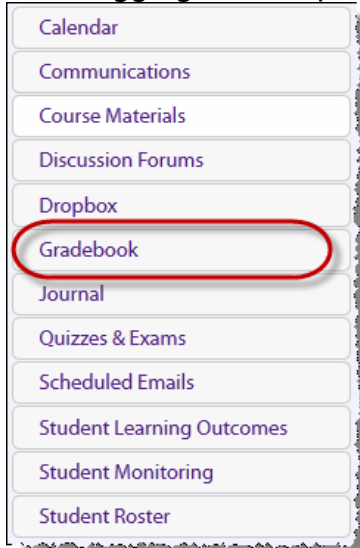 Calendar
Communications
Course Materials
Discussion Forums
Dropbox
Gradebook
Journal
Quizzes & Exams
Scheduled Emails
Student Learning Outcomes
Student Monitoring
Student Roster